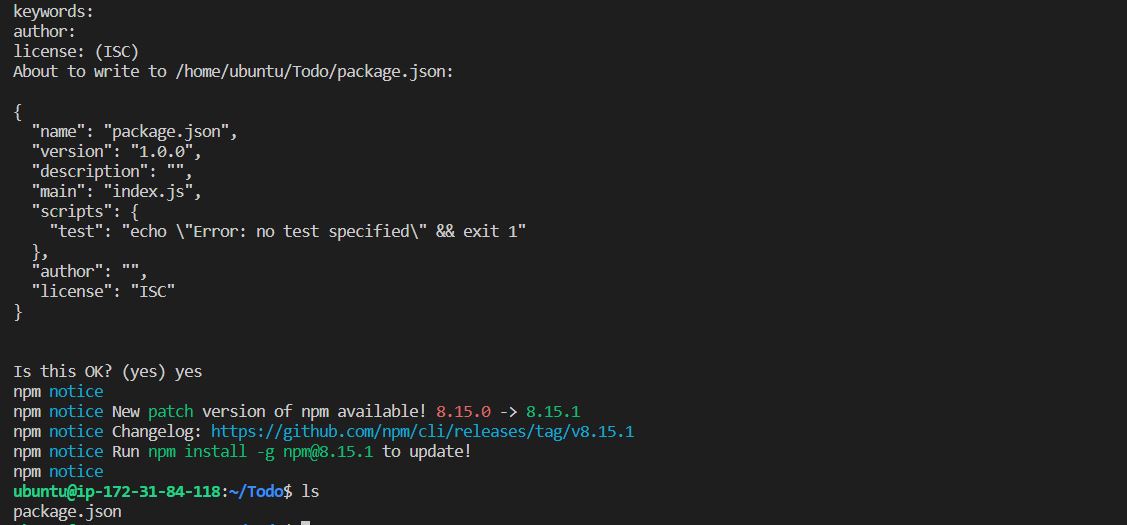 keywords:
author:
license: (ISC)
About to write to /home/ubuntu/Todo/package.json:

{
  "name": "package.json",
  "version": "1.0.0",
  "description": "",
  "main": "index.js",
  "scripts": {
    "test": "echo \"Error: no test specified\" && exit 1"
  },
  "author": "",
  "license": "ISC"
}

Is this OK? (yes) yes
npm notice
npm notice New patch version of npm available! 8.15.0 -> 8.15.1
npm notice Changelog: https://github.com/npm/cli/releases/tag/v8.15.1
npm notice Run npm install -g npm@8.15.1 to update!
npm notice
ubuntu@ip-172-31-84-118:~/Todo$ ls
package.json